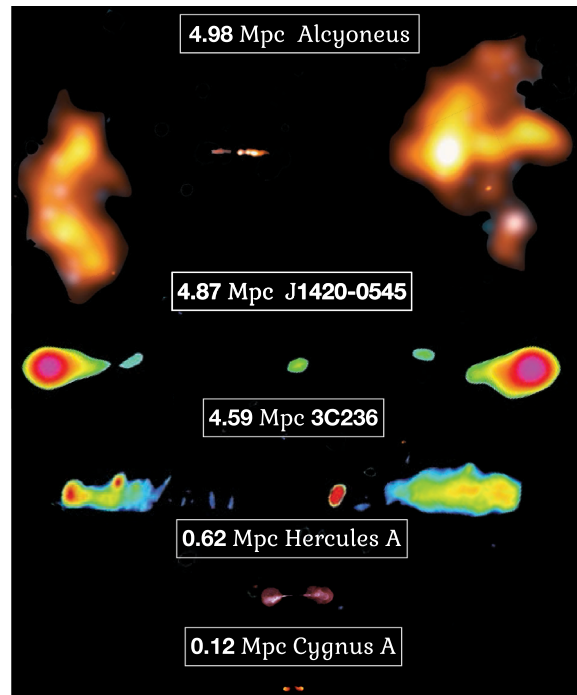 4.98 Mpc Alcyoneus
4.87 Mpc J1420-0545
4.59 Mpc 3C236
0.62 Mpc Hercules A
0.12 Mpc Cygnus A